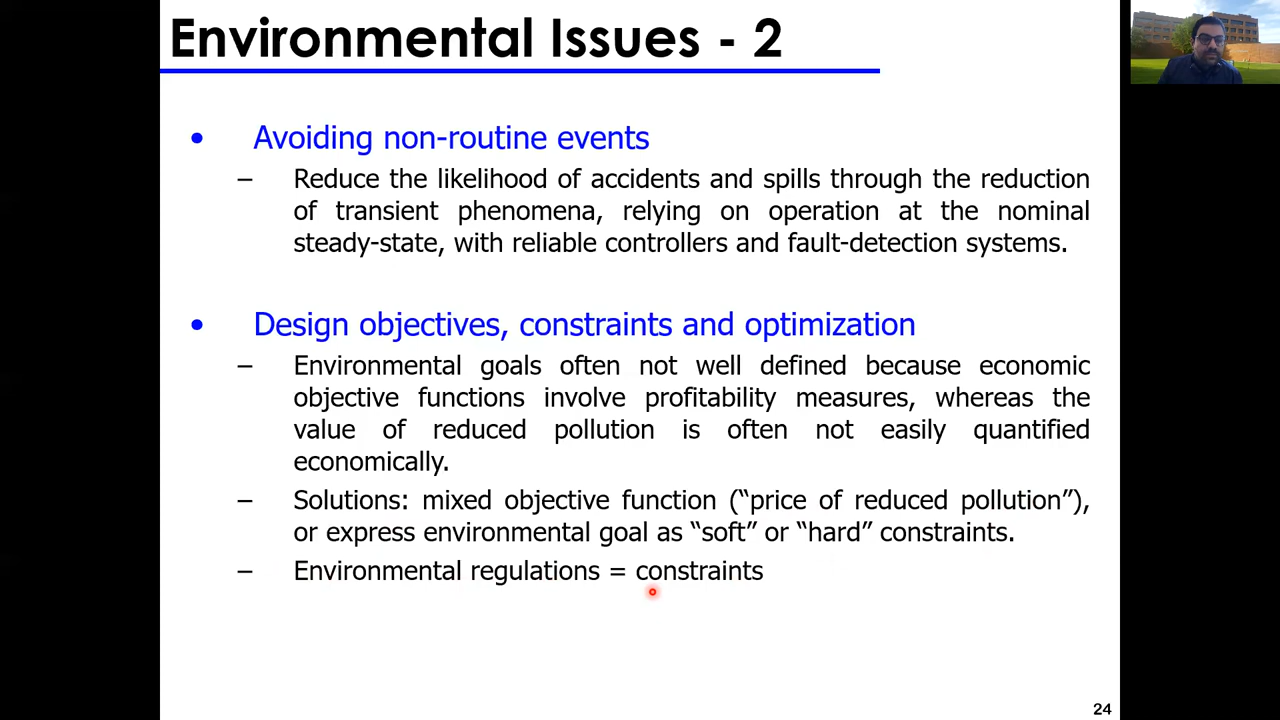 Environmental Issues - 2
• Avoiding non-routine events
– Reduce the likelihood of accidents and spills through the reduction
of transient phenomena, relying on operation at the nominal
steady-state, with reliable controllers and fault-detection systems.
• Design objectives, constraints and optimization
– Environmental goals often not well defined because economic
objective functions involve profitability measures, whereas the
value of reduced pollution is often not easily quantified
economically.
– Solutions: mixed objective function (“price of reduced pollution”),
or express environmental goal as “soft” or “hard” constraints.
– Environmental regulations = constraints
24